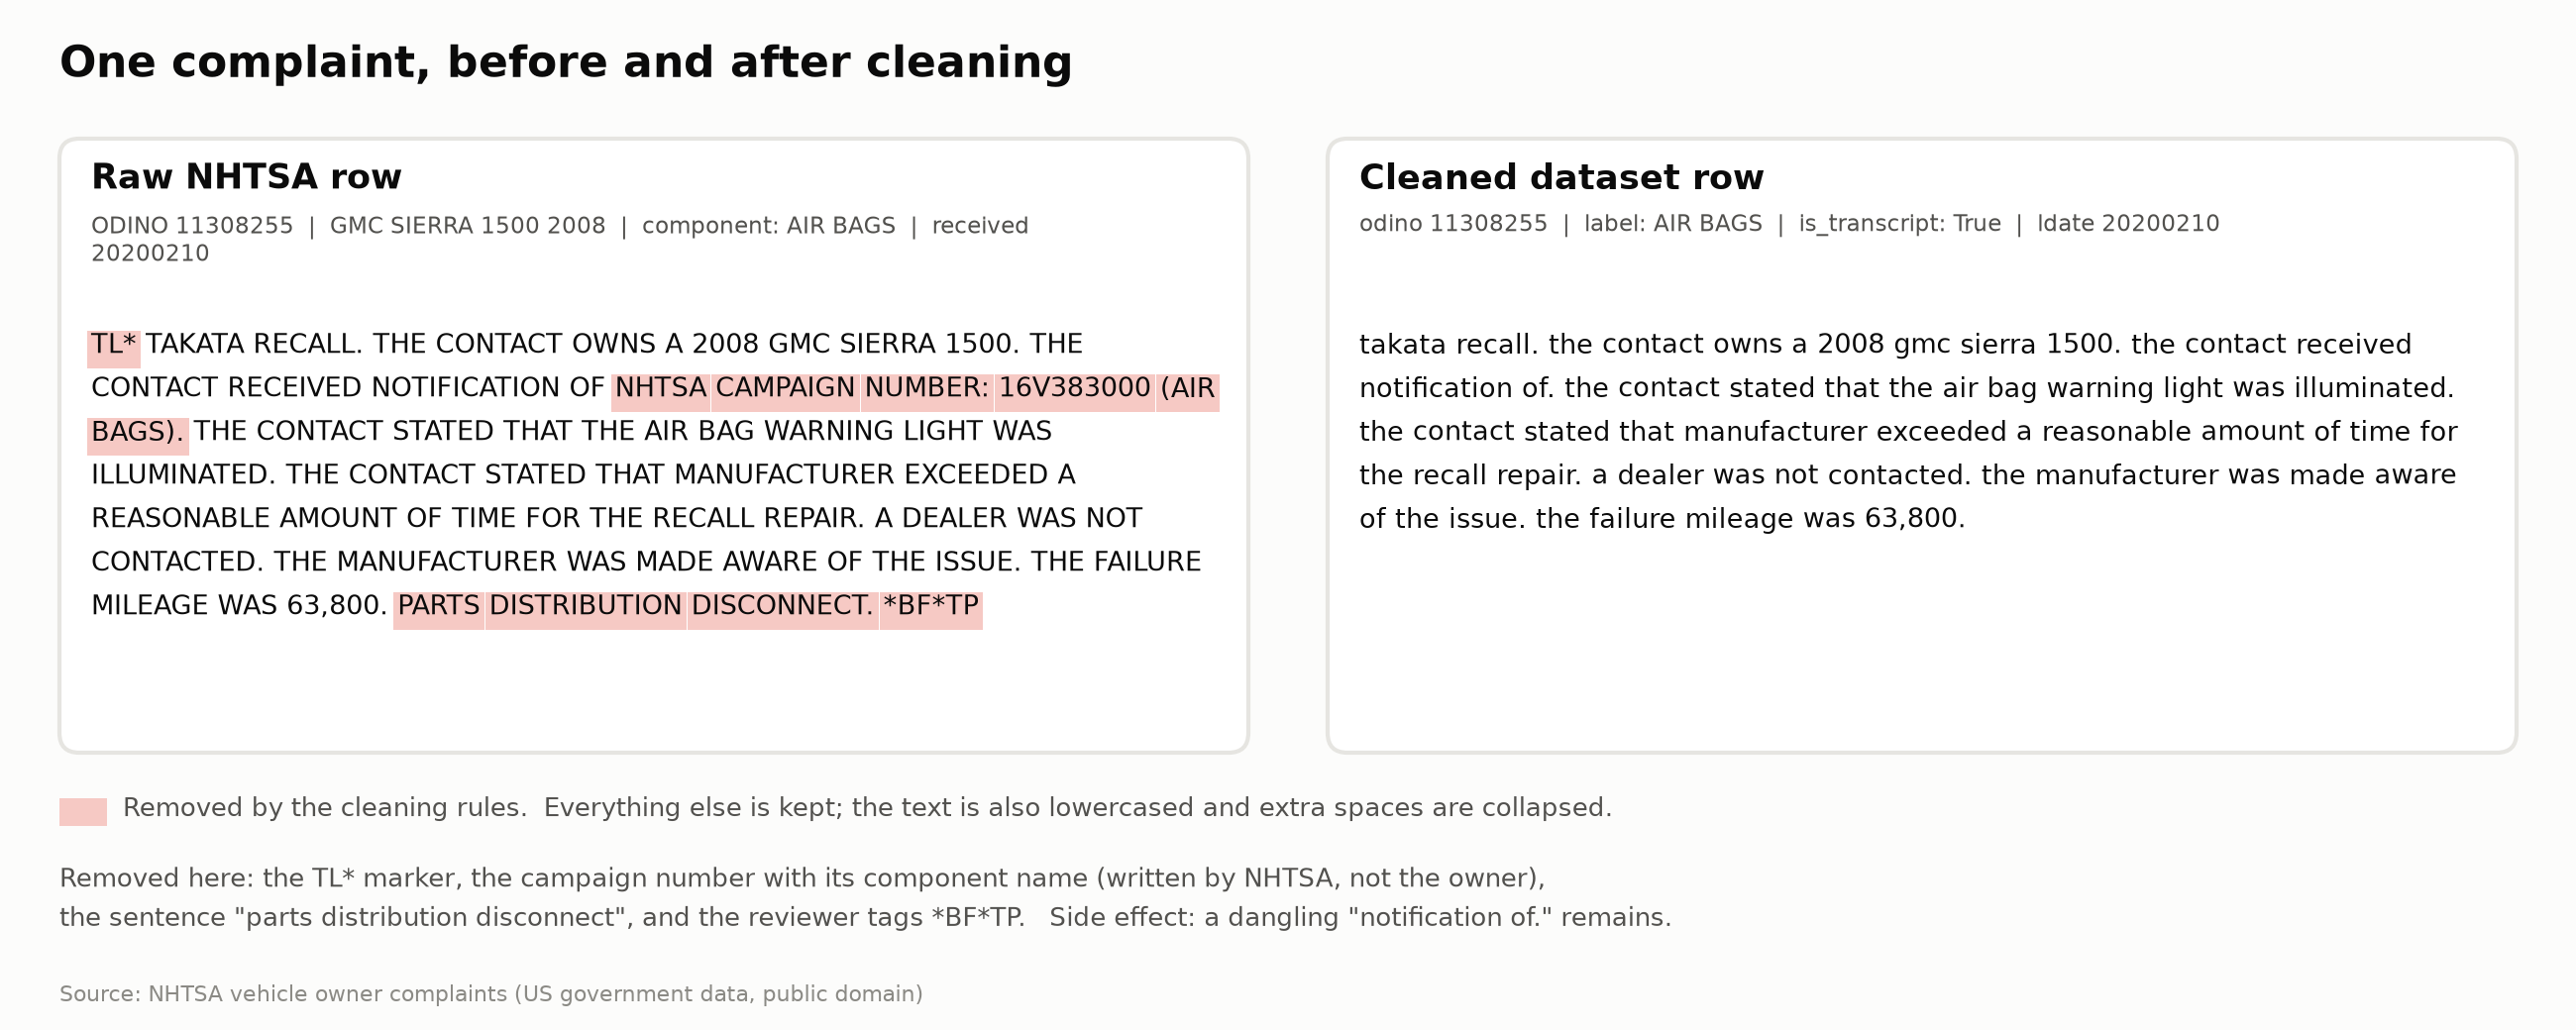 One complaint, before and after cleaning
Raw NHTSA row
ODINO 11308255 | GMC SIERRA 1500 2008 | component: AIR BAGS | received
20200210
TL* TAKATA RECALL. THE CONTACT OWNS A 2008 GMC SIERRA 1500. THE
CONTACT RECEIVED NOTIFICATION OF NHTSA CAMPAIGN NUMBER: 16V383000 (AIR
BAGS). THE CONTACT STATED THAT THE AIR BAG WARNING LIGHT WAS
ILLUMINATED. THE CONTACT STATED THAT MANUFACTURER EXCEEDED A
REASONABLE AMOUNT OF TIME FOR THE RECALL REPAIR. A DEALER WAS NOT
CONTACTED. THE MANUFACTURER WAS MADE AWARE OF THE ISSUE. THE FAILURE
MILEAGE WAS 63,800. PARTS DISTRIBUTION DISCONNECT. *BF*TP
Cleaned dataset row
odino 11308255 | label: AIR BAGS | is_transcript: True | ldate 20200210
takata recall. the contact owns a 2008 gmc sierra 1500. the contact received
notification of. the contact stated that the air bag warning light was illuminated.
the contact stated that manufacturer exceeded a reasonable amount of time for
the recall repair. a dealer was not contacted. the manufacturer was made aware
of the issue. the failure mileage was 63,800.
Removed by the cleaning rules. Everything else is kept; the text is also lowercased and extra spaces are collapsed.
Removed here: the TL* marker, the campaign number with its component name (written by NHTSA, not the owner),
the sentence "parts distribution disconnect", and the reviewer tags *BF*TP. Side effect: a dangling "notification of." remains.
Source: NHTSA vehicle owner complaints (US government data, public domain)